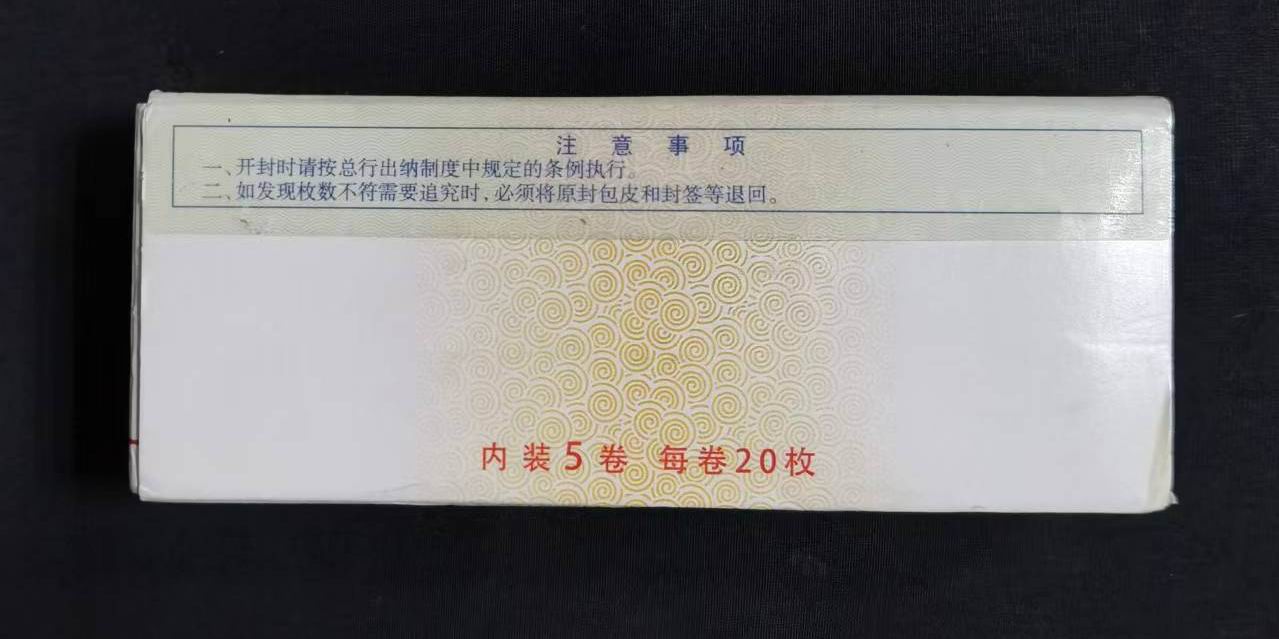 注意事项
一、开封时请按总行出纳制度中规定的条例执行。
二、如发现枚数不符需要追究时,必须将原封包皮和封签等退回。
内装5卷 每卷20枚